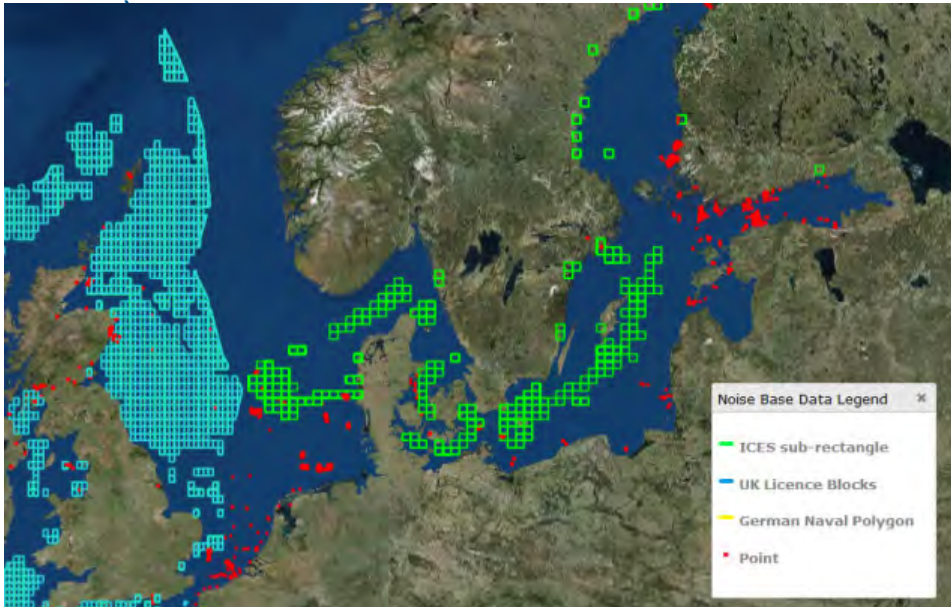 Noise Base Data Legend ×
ICES sub-rectangle
UK Licence Blocks
German Naval Polygon
Point